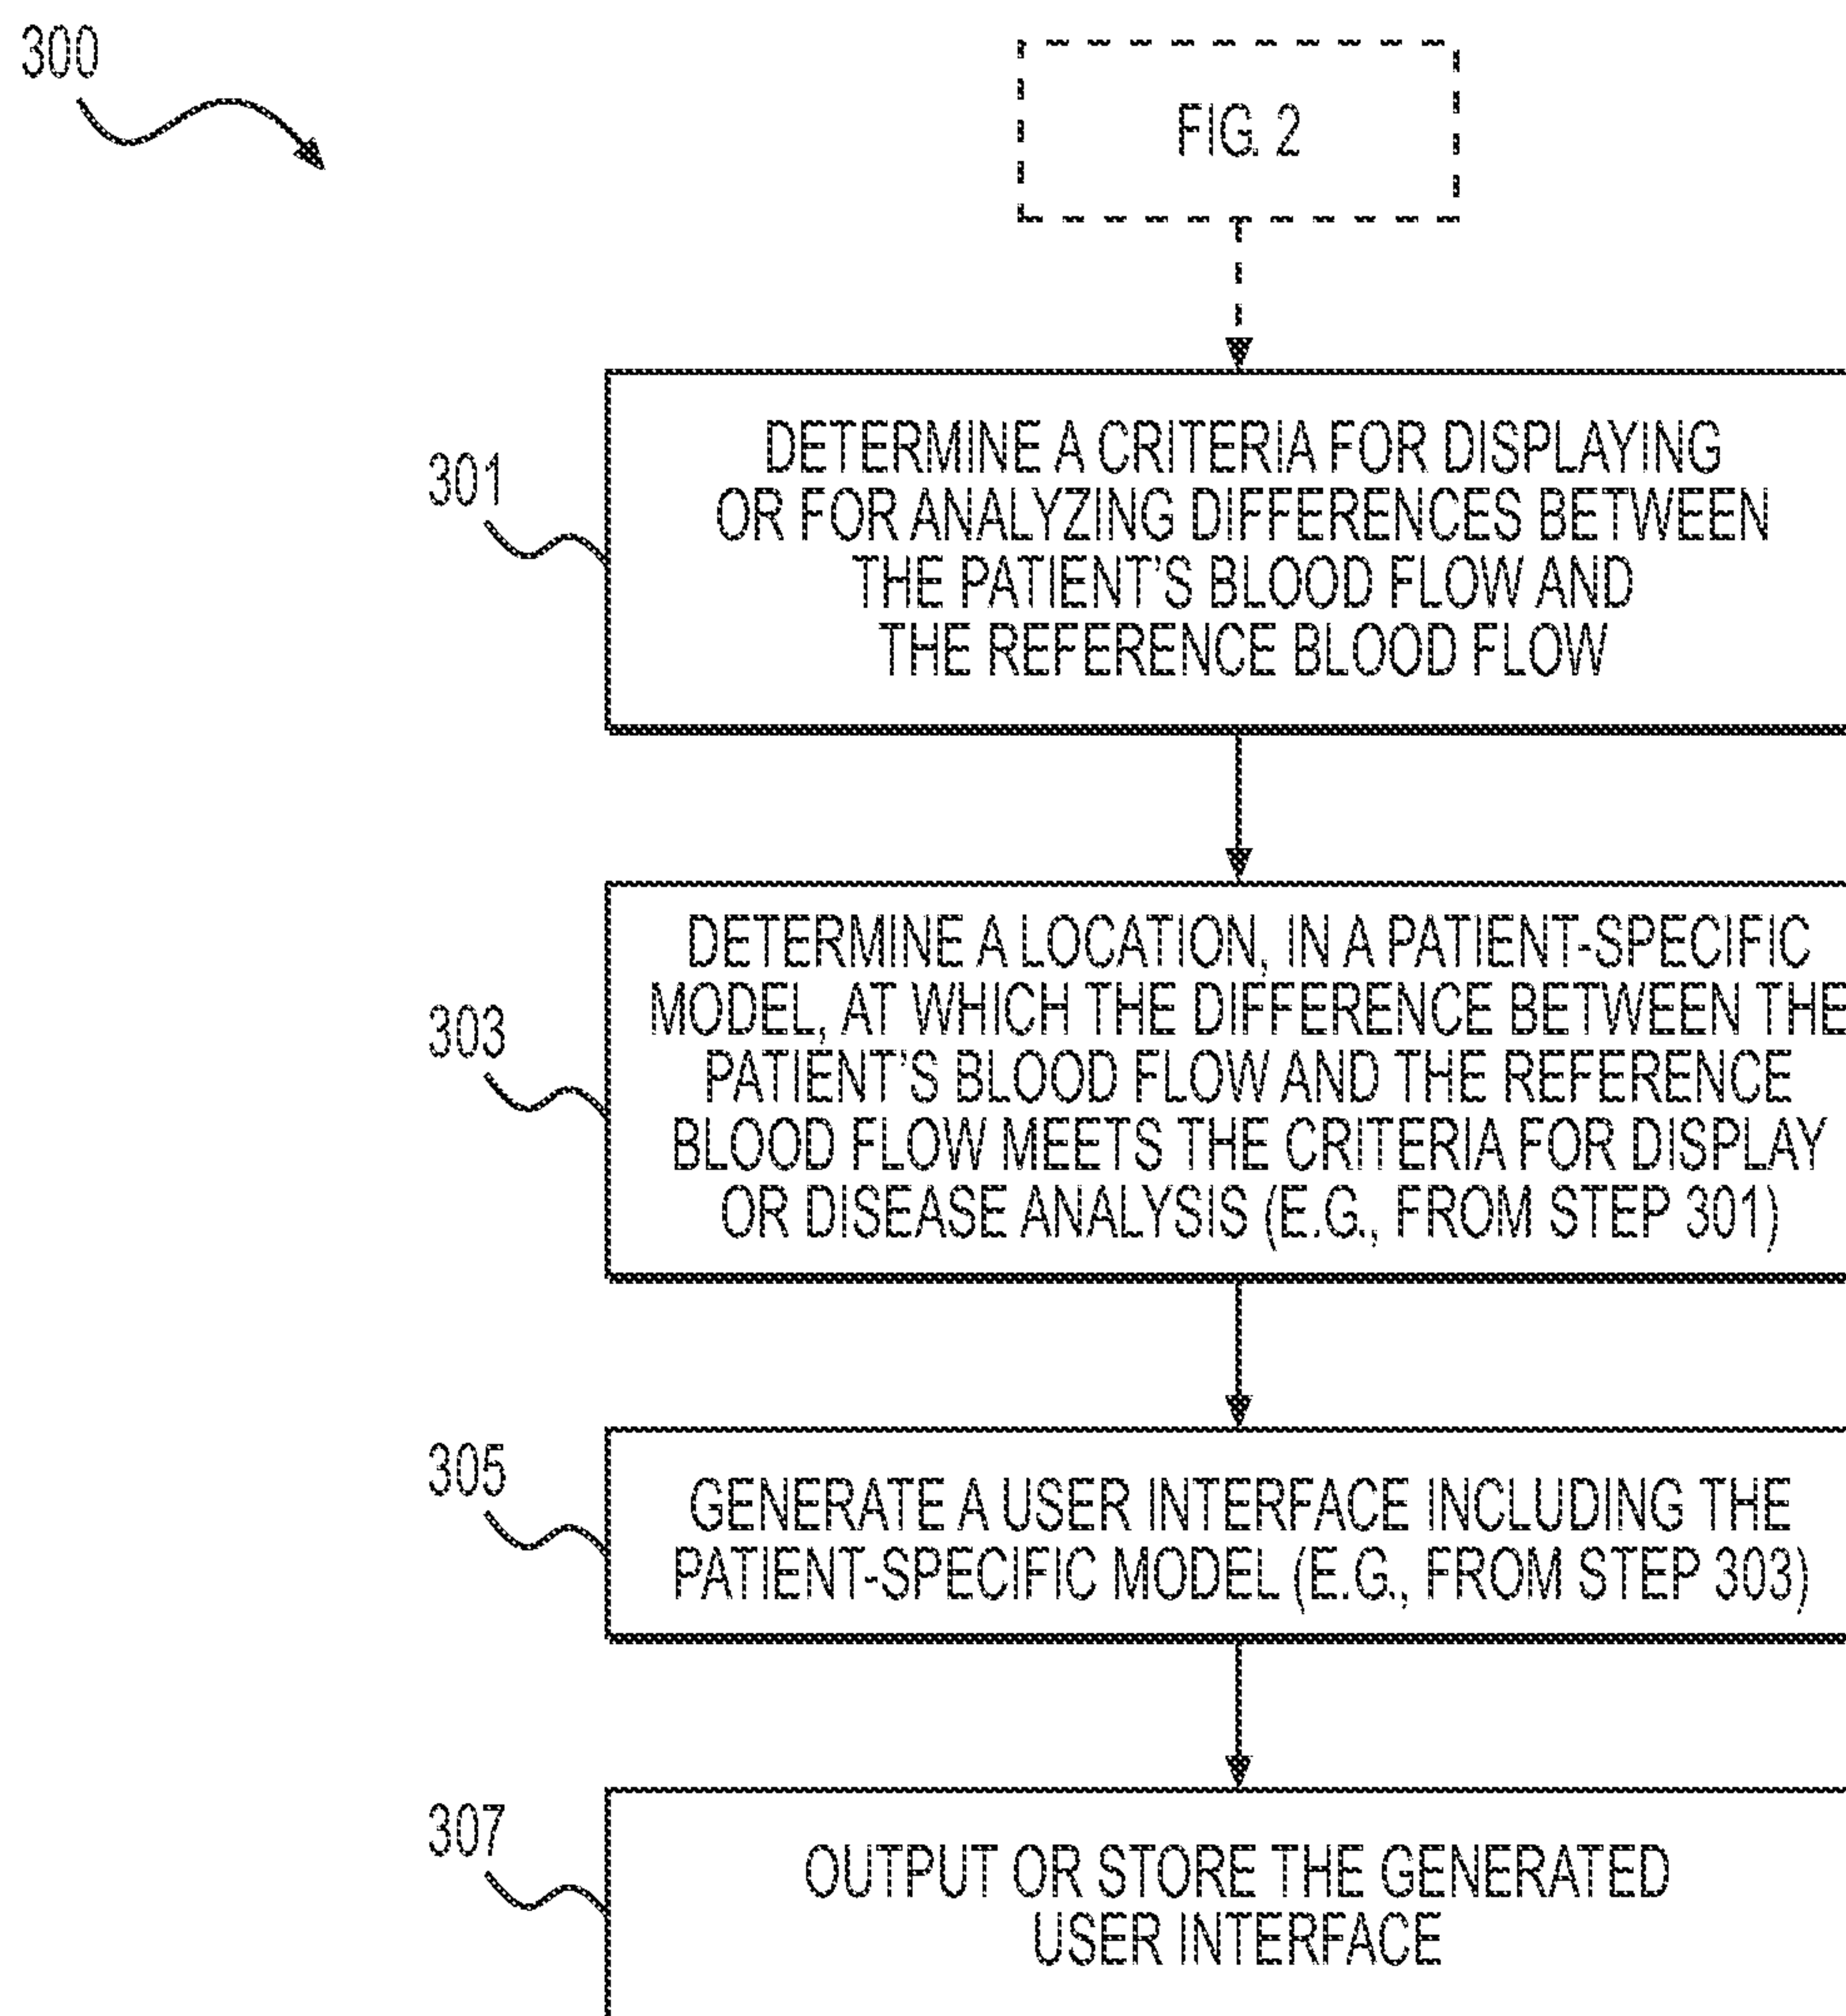 300
FIG. 2
301
DETERMINE A CRITERIA FOR DISPLAYING
OR FOR ANALYZING DIFFERENCES BETWEEN
THE PATIENT'S BLOOD FLOW AND
THE REFERENCE BLOOD FLOW
303
DETERMINE A LOCATION, IN A PATIENT-SPECIFIC
MODEL, AT WHICH THE DIFFERENCE BETWEEN THE
PATIENT'S BLOOD FLOW AND THE REFERENCE
BLOOD FLOW MEETS THE CRITERIA FOR DISPLAY
OR DISEASE ANALYSIS (E.G., FROM STEP 301)
305
GENERATE A USER INTERFACE INCLUDING THE
PATIENT-SPECIFIC MODEL (E.G., FROM STEP 303)
307
OUTPUT OR STORE THE GENERATED
USER INTERFACE